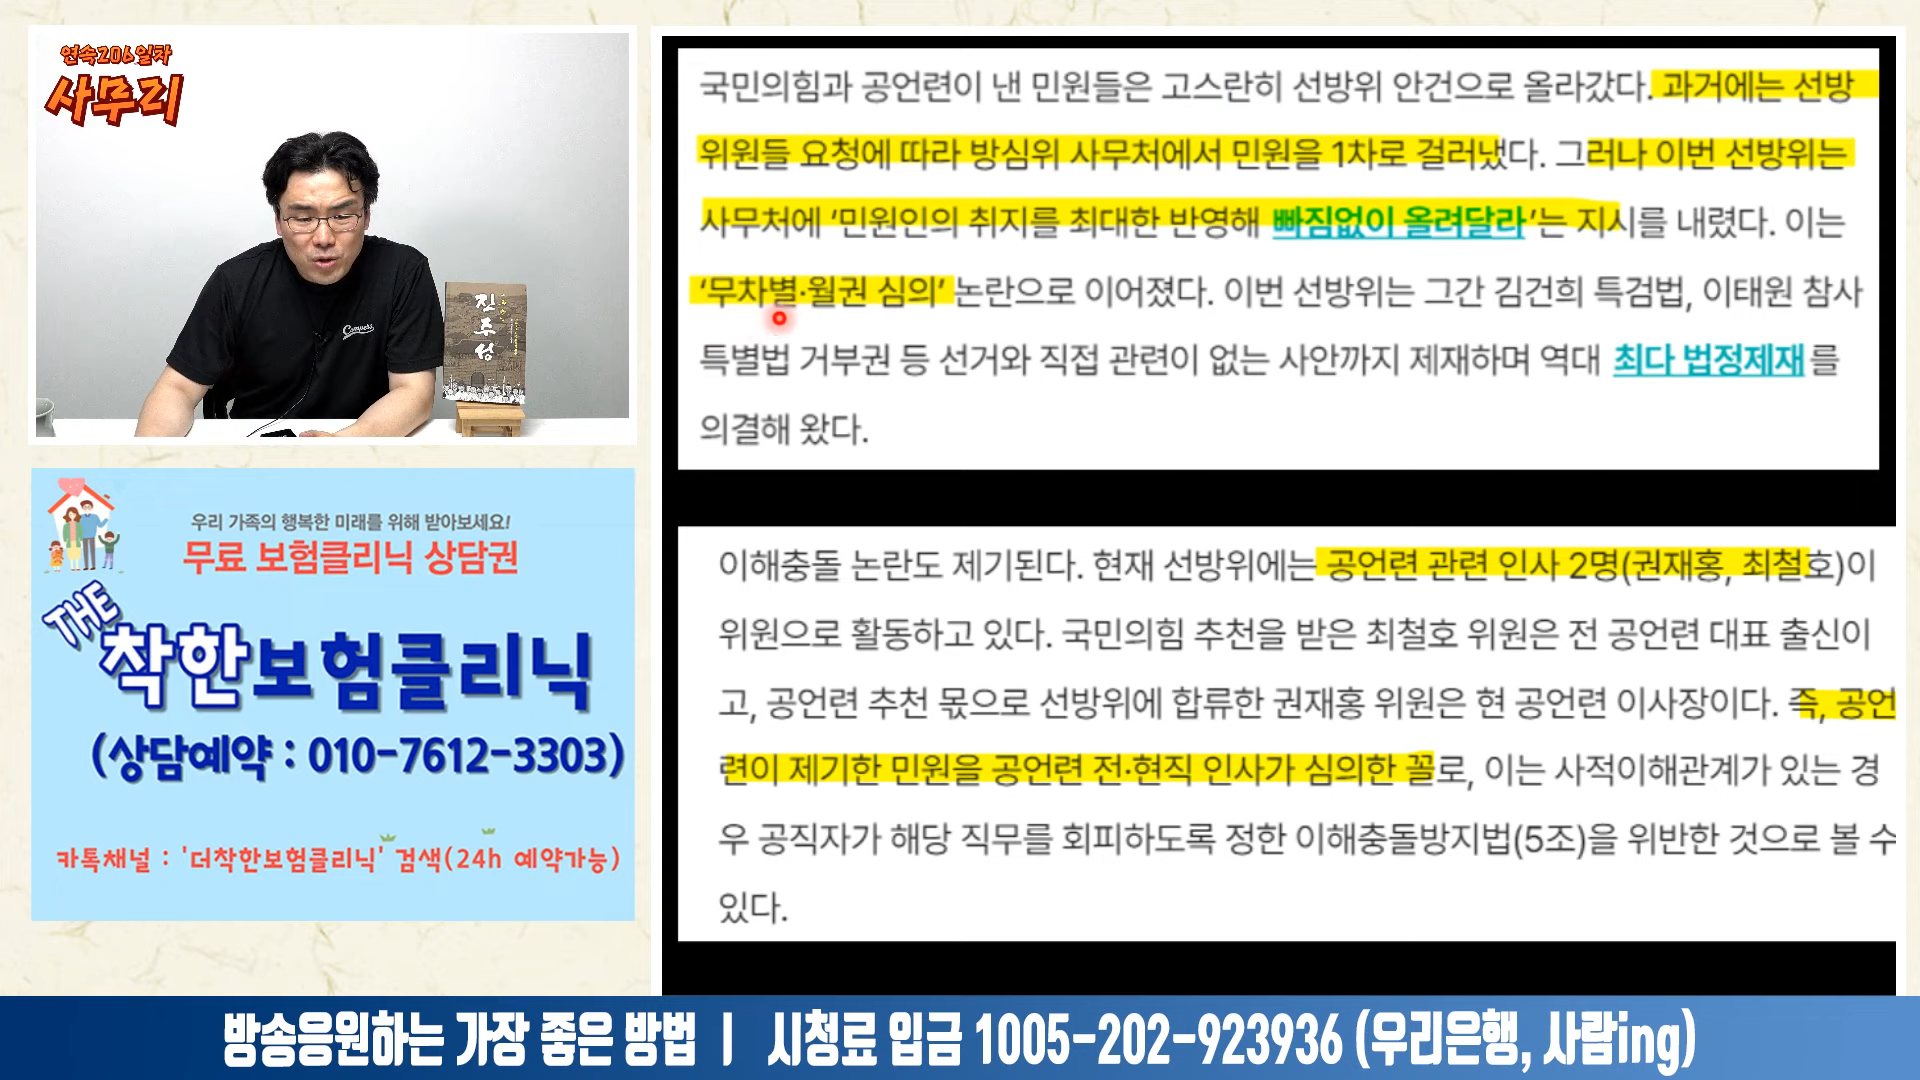 연속206일차
사무리
진주성
Converse
우리 가족의 행복한 미래를 위해 받아보세요!
무료 보험클리닉 상담권
THE
착한보험클리닉
(상담예약 : 010-7612-3303)
카톡채널 : '더착한보험클리닉' 검색(24h 예약가능)
국민의힘과 공언련이 낸 민원들은 고스란히 선방위 안건으로 올라갔다. 과거에는 선방
위원들 요청에 따라 방심위 사무처에서 민원을 1차로 걸러냈다. 그러나 이번 선방위는
사무처에 ‘민원인의 취지를 최대한 반영해 빠짐없이 올려달라’는 지시를 내렸다. 이는
‘무차별·월권 심의’ 논란으로 이어졌다. 이번 선방위는 그간 김건희 특검법, 이태원 참사
특별법 거부권 등 선거와 직접 관련이 없는 사안까지 제재하며 역대 최다 법정제재를
의결해 왔다.
이해충돌 논란도 제기된다. 현재 선방위에는 공언련 관련 인사 2명(권재홍, 최철호)이
위원으로 활동하고 있다. 국민의힘 추천을 받은 최철호 위원은 전 공언련 대표 출신이
고, 공언련 추천 몫으로 선방위에 합류한 권재홍 위원은 현 공언련 이사장이다. 즉, 공언
련이 제기한 민원을 공언련 전·현직 인사가 심의한 꼴로, 이는 사적이해관계가 있는 경
우 공직자가 해당 직무를 회피하도록 정한 이해충돌방지법(5조)을 위반한 것으로 볼 수
있다.
방송응원하는 가장 좋은 방법 | 시청료 입금 1005-202-923936 (우리은행, 사람ing)